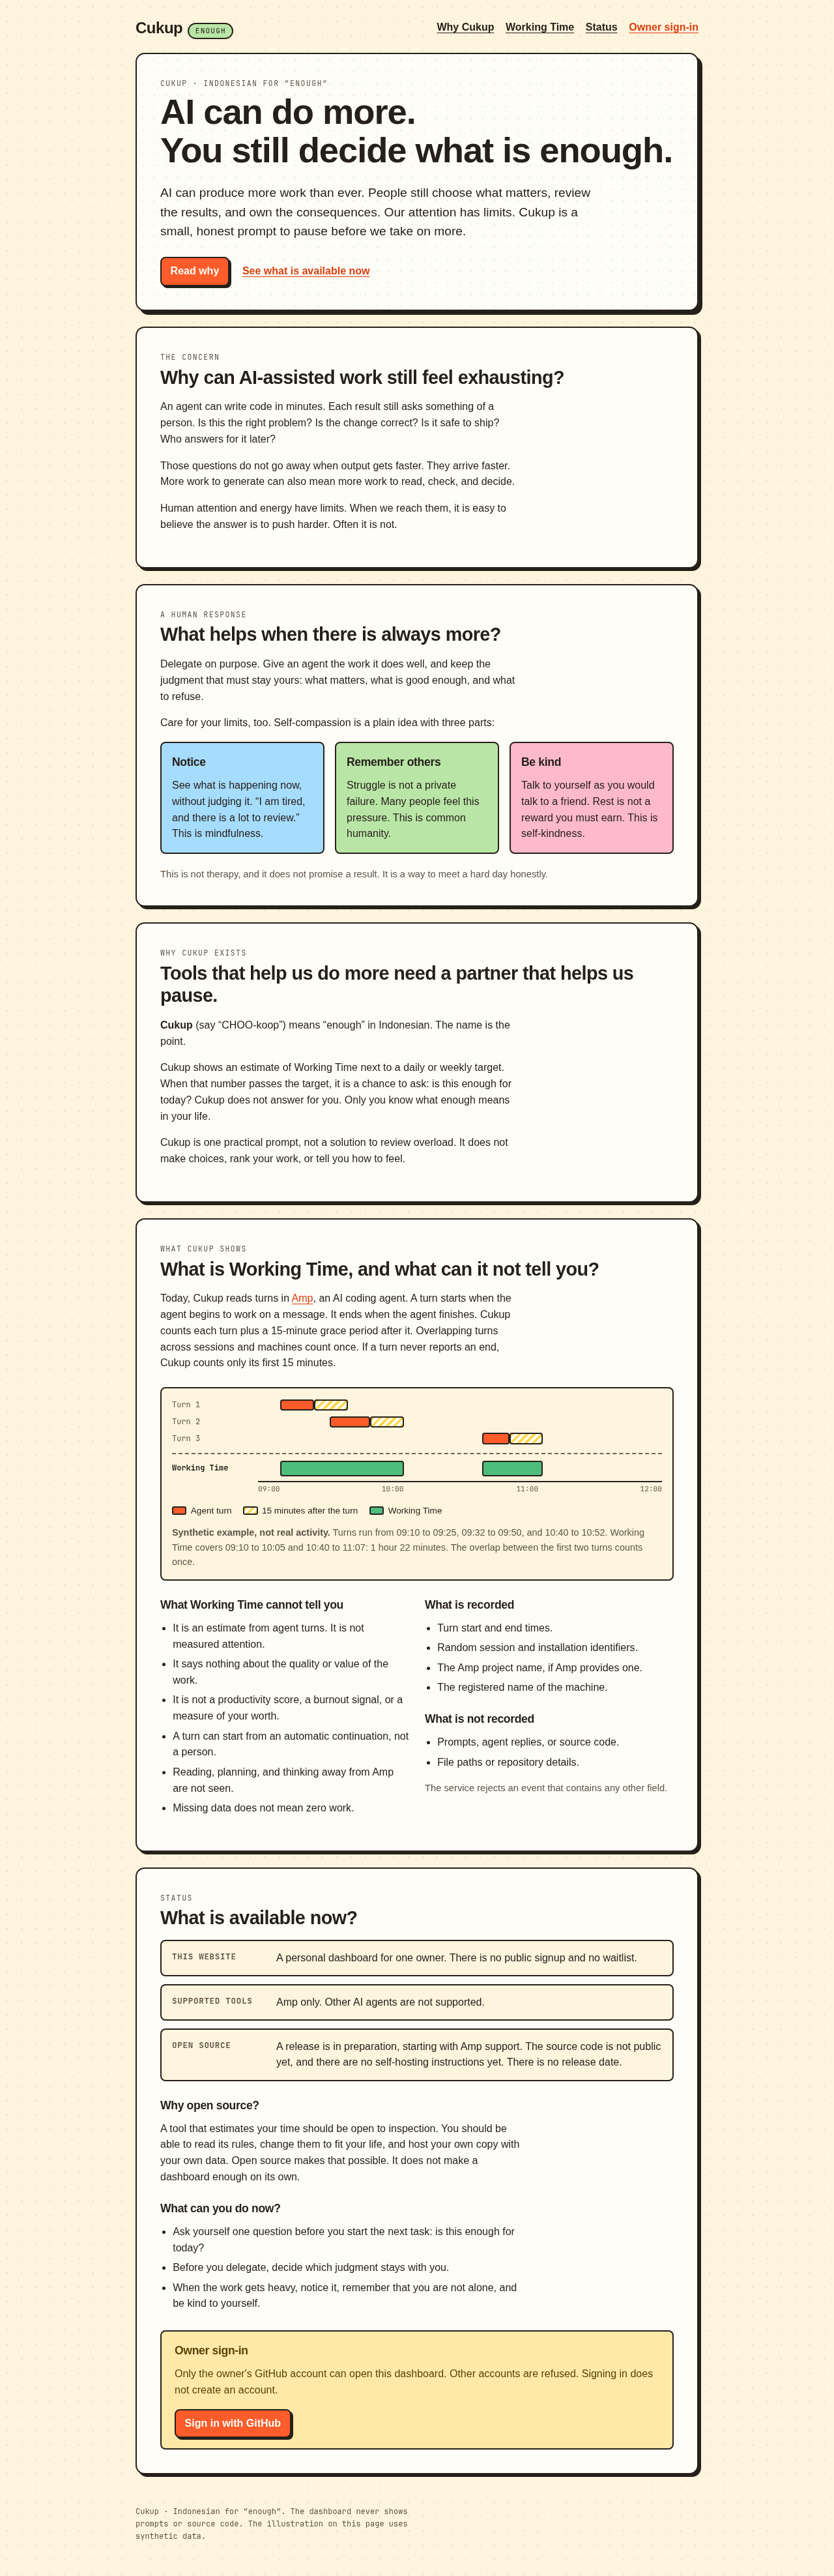 Cukup ENOUGH
Why Cukup Working Time Status Owner sign-in
CUKUP · INDONESIAN FOR "ENOUGH"
AI can do more.
You still decide what is enough.
AI can produce more work than ever. People still choose what matters, review
the results, and own the consequences. Our attention has limits. Cukup is a
small, honest prompt to pause before we take on more.
Read why See what is available now
THE CONCERN
Why can AI-assisted work still feel exhausting?
An agent can write code in minutes. Each result still asks something of a
person. Is this the right problem? Is the change correct? Is it safe to ship?
Who answers for it later?
Those questions do not go away when output gets faster. They arrive faster.
More work to generate can also mean more work to read, check, and decide.
Human attention and energy have limits. When we reach them, it is easy to
believe the answer is to push harder. Often it is not.
A HUMAN RESPONSE
What helps when there is always more?
Delegate on purpose. Give an agent the work it does well, and keep the
judgment that must stay yours: what matters, what is good enough, and what
to refuse.
Care for your limits, too. Self-compassion is a plain idea with three parts:
Notice
See what is happening now,
without judging it. “I am tired,
and there is a lot to review.”
This is mindfulness.
Remember others
Struggle is not a private
failure. Many people feel this
pressure. This is common
humanity.
Be kind
Talk to yourself as you would
talk to a friend. Rest is not a
reward you must earn. This is
self-kindness.
This is not therapy, and it does not promise a result. It is a way to meet a hard day honestly.
WHY CUKUP EXISTS
Tools that help us do more need a partner that helps us
pause.
Cukup (say “CHOO-koop”) means “enough” in Indonesian. The name is the
point.
Cukup shows an estimate of Working Time next to a daily or weekly target.
When that number passes the target, it is a chance to ask: is this enough for
today? Cukup does not answer for you. Only you know what enough means
in your life.
Cukup is one practical prompt, not a solution to review overload. It does not
make choices, rank your work, or tell you how to feel.
WHAT CUKUP SHOWS
What is Working Time, and what can it not tell you?
Today, Cukup reads turns in Amp, an AI coding agent. A turn starts when the
agent begins to work on a message. It ends when the agent finishes. Cukup
counts each turn plus a 15-minute grace period after it. Overlapping turns
across sessions and machines count once. If a turn never reports an end,
Cukup counts only its first 15 minutes.
Turn 1
Turn 2
Turn 3
Working Time
09:00 10:00 11:00 12:00
Agent turn 15 minutes after the turn Working Time
Synthetic example, not real activity. Turns run from 09:10 to 09:25, 09:32 to 09:50, and 10:40 to 10:52. Working
Time covers 09:10 to 10:05 and 10:40 to 11:07: 1 hour 22 minutes. The overlap between the first two turns counts
once.
What Working Time cannot tell you
• It is an estimate from agent turns. It is not
measured attention.
• It says nothing about the quality or value of the
work.
• It is not a productivity score, a burnout signal, or a
measure of your worth.
• A turn can start from an automatic continuation, not
a person.
• Reading, planning, and thinking away from Amp
are not seen.
• Missing data does not mean zero work.
What is recorded
• Turn start and end times.
• Random session and installation identifiers.
• The Amp project name, if Amp provides one.
• The registered name of the machine.
What is not recorded
• Prompts, agent replies, or source code.
• File paths or repository details.
The service rejects an event that contains any other field.
STATUS
What is available now?
THIS WEBSITE A personal dashboard for one owner. There is no public signup and no waitlist.
SUPPORTED TOOLS Amp only. Other AI agents are not supported.
OPEN SOURCE A release is in preparation, starting with Amp support. The source code is not public
yet, and there are no self-hosting instructions yet. There is no release date.
Why open source?
A tool that estimates your time should be open to inspection. You should be
able to read its rules, change them to fit your life, and host your own copy with
your own data. Open source makes that possible. It does not make a
dashboard enough on its own.
What can you do now?
• Ask yourself one question before you start the next task: is this enough for
today?
• Before you delegate, decide which judgment stays with you.
• When the work gets heavy, notice it, remember that you are not alone, and
be kind to yourself.
Owner sign-in
Only the owner's GitHub account can open this dashboard. Other accounts are refused. Signing in does
not create an account.
Sign in with GitHub
Cukup · Indonesian for "enough". The dashboard never shows
prompts or source code. The illustration on this page uses
synthetic data.